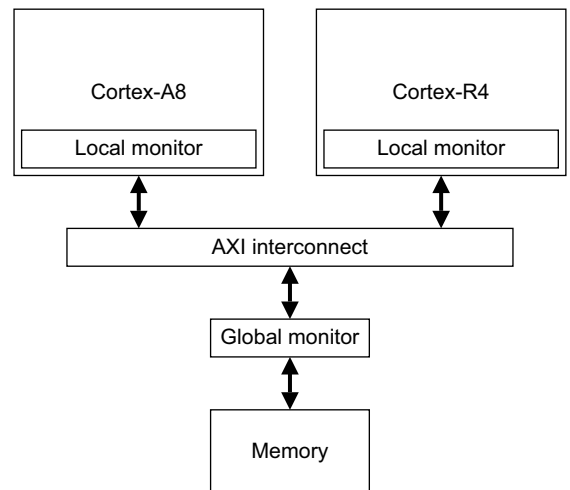 Cortex-A8
Cortex-R4
Local monitor
Local monitor
AXI interconnect
Global monitor
Memory